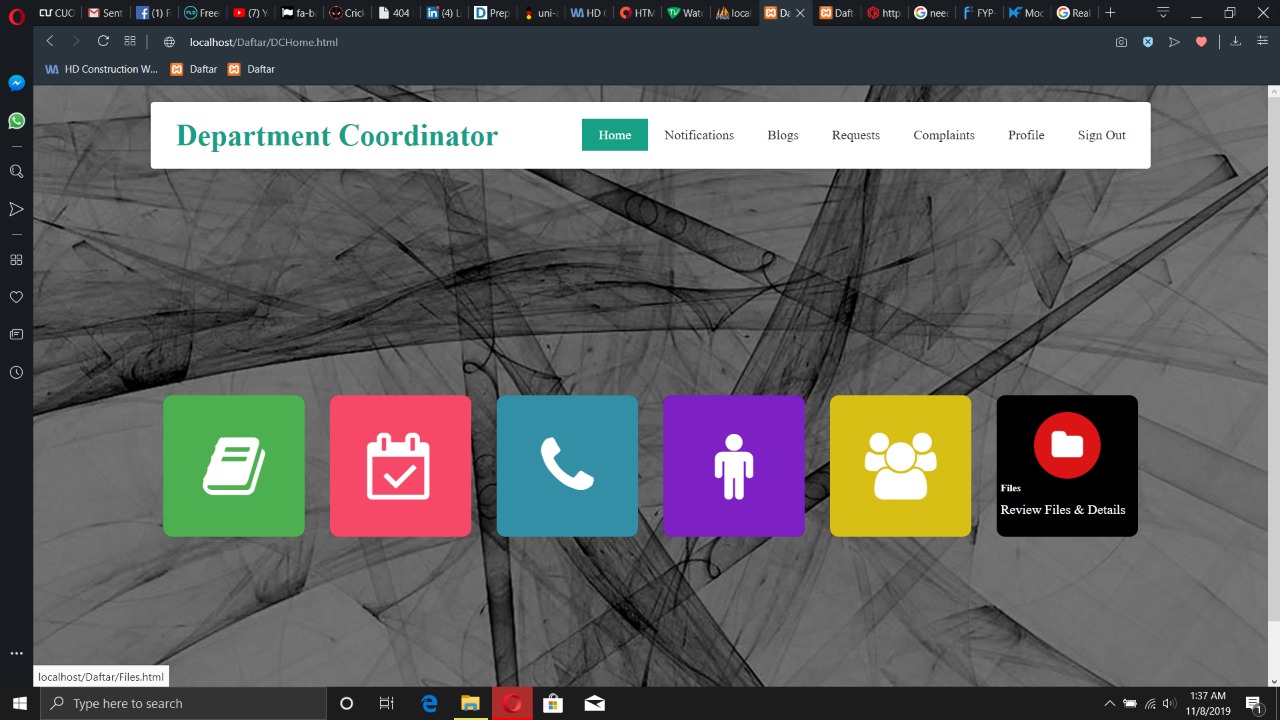 CUO
Sent
(1) F
Free
(7) Y
fa-b
Crick
404
(4) L
Prep
uni-
HD C
HTM
Wat
local
Da
Daft
http
need
FYP-
Moc
Real
localhost/Daftar/DCHome.html
HD Construction W...
Daftar
Daftar
Department Coordinator
Home
Notifications
Blogs
Requests
Complaints
Profile
Sign Out
Files
Review Files & Details
localhost/Daftar/Files.html
Type here to search
1:37 AM
11/8/2019